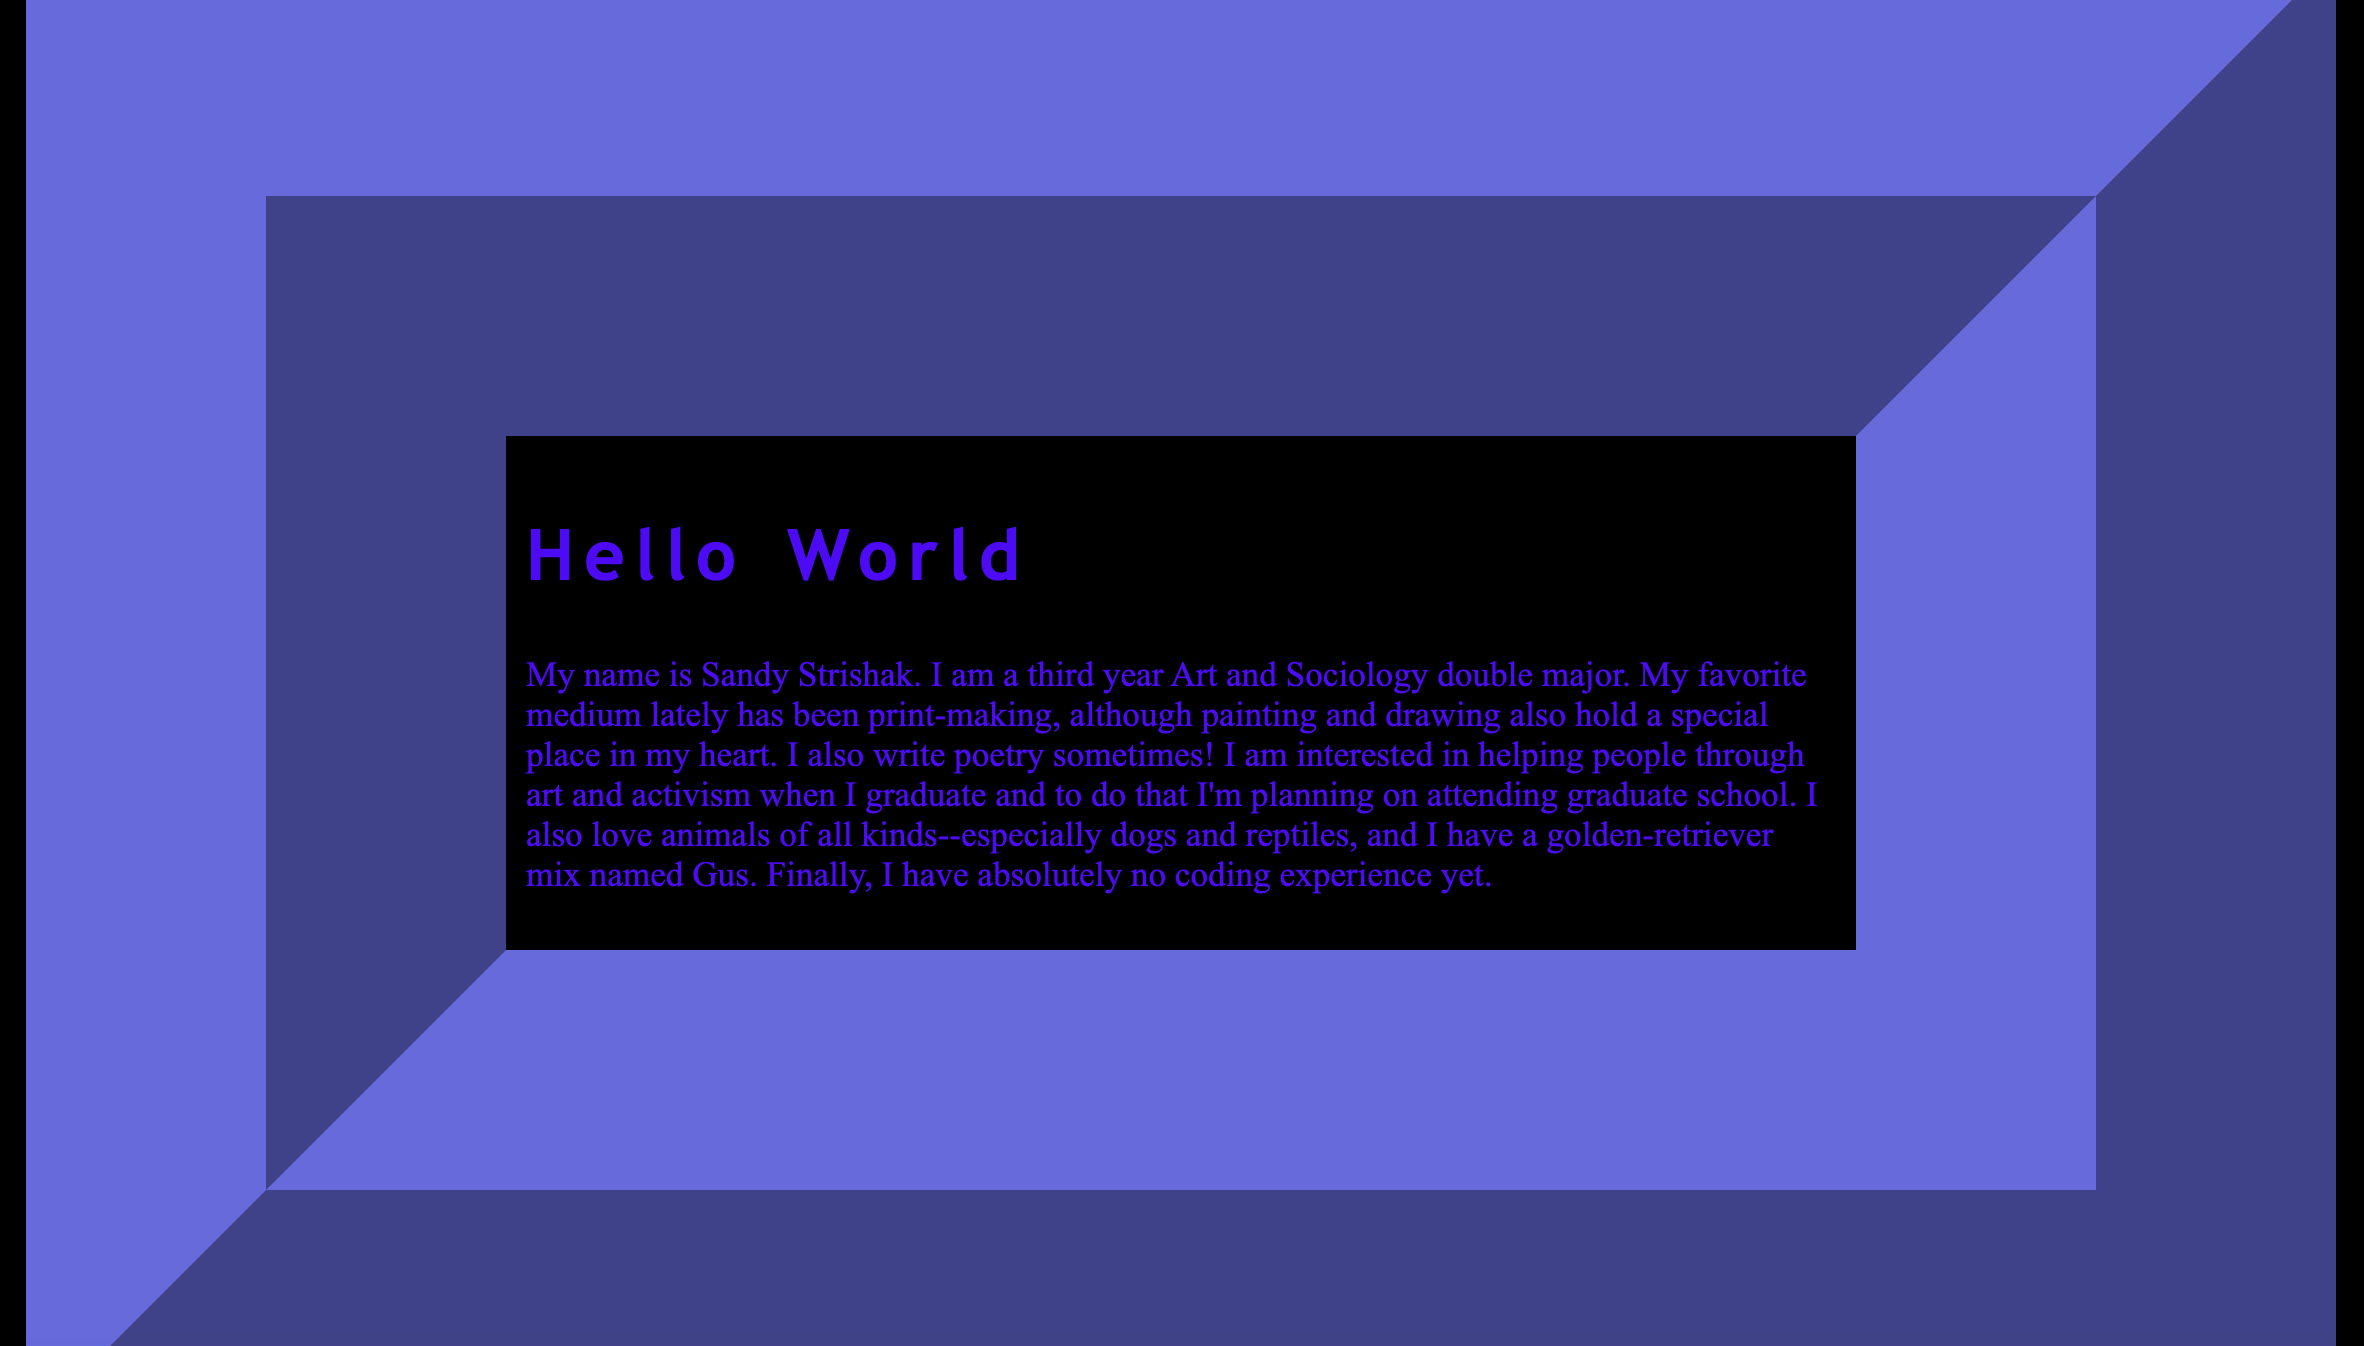 Hello World
My name is Sandy Strishak. I am a third year Art and Sociology double major. My favorite
medium lately has been print-making, although painting and drawing also hold a special
place in my heart. I also write poetry sometimes! I am interested in helping people through
art and activism when I graduate and to do that I'm planning on attending graduate school. I
also love animals of all kinds--especially dogs and reptiles, and I have a golden-retriever
mix named Gus. Finally, I have absolutely no coding experience yet.